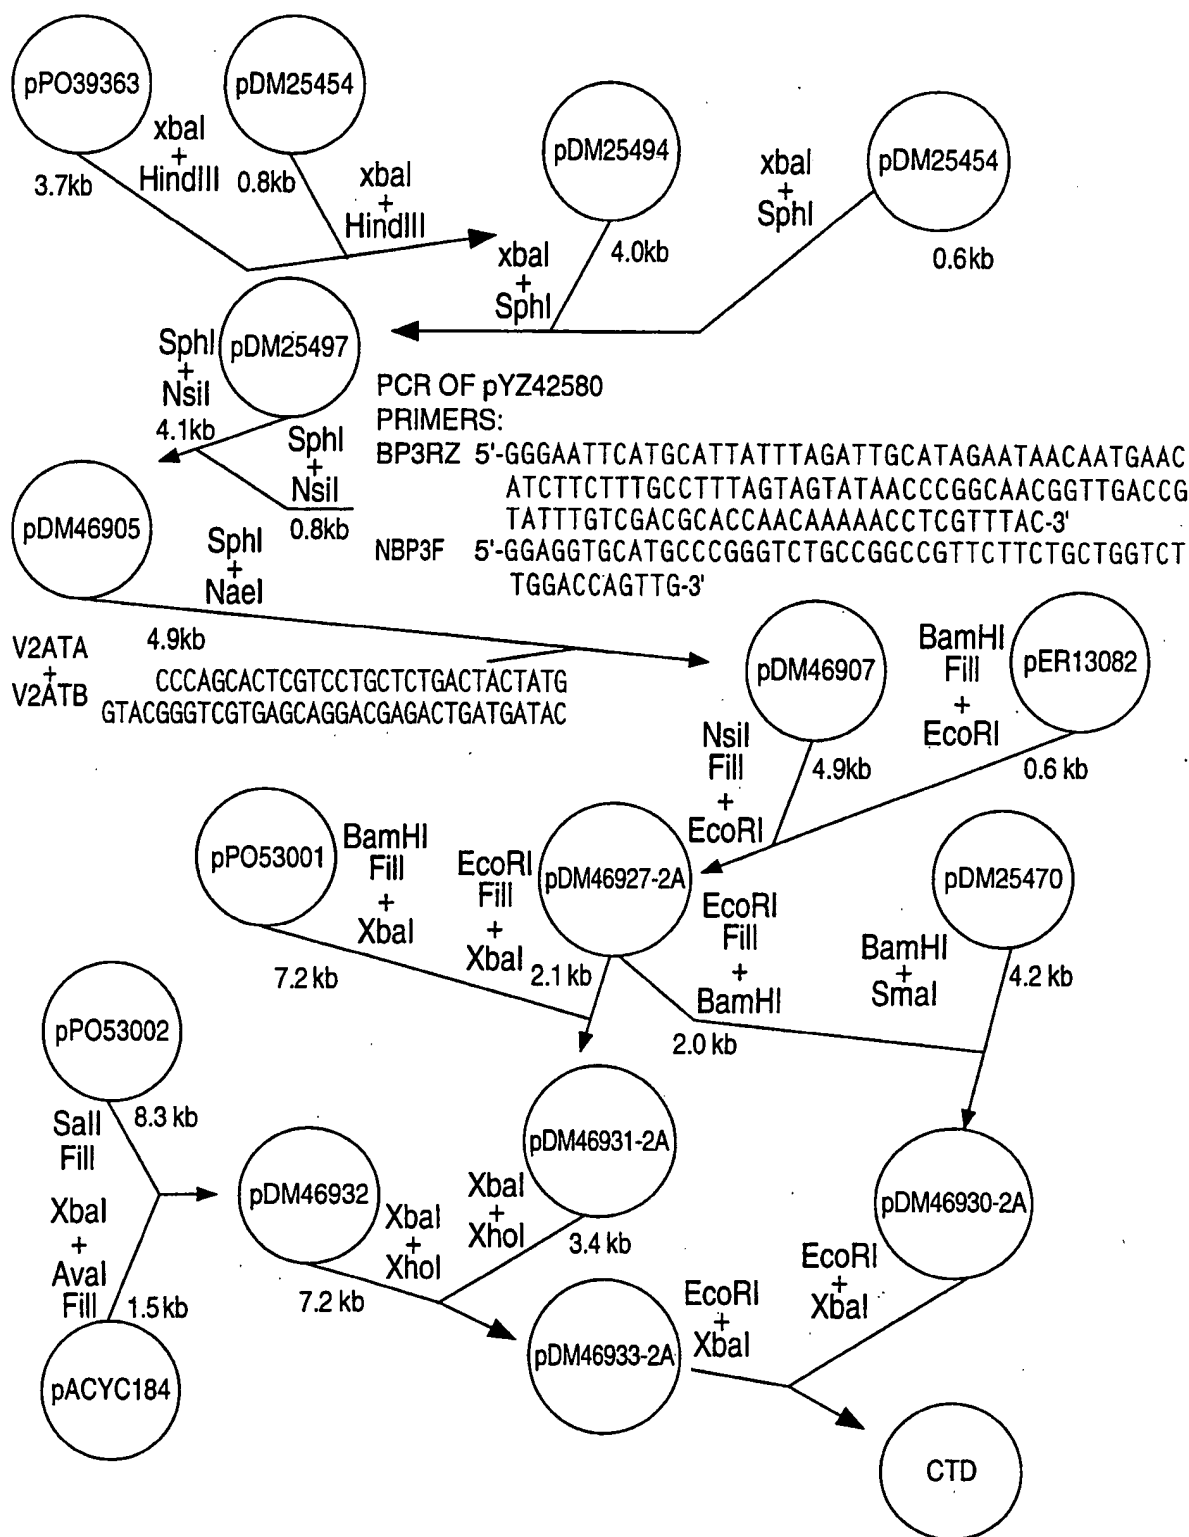 pPO39363
pDM25454
xbaI
+
HindIII
3.7kb
0.8kb
xbaI
+
HindIII
pDM25494
xbaI
+
SphI
pDM25454
4.0kb
0.6kb
xbaI
+
SphI
pDM25497
SphI
+
NsiI
4.1kb
SphI
+
NsiI
0.8kb
PCR OF pYZ42580
PRIMERS:
BP3RZ 5'-GGGAATTCATGCATTATTTAGATTGCATAGAATAACAATGAAC
ATCTTCTTTGCCTTTAGTAGTATAACCCGGCAACGGTTGACCG
TATTTGTCGACGCACCAACAAAAACCTCGTTTAC-3'
NBP3F 5'-GGAGGTGCATGCCCGGGTCTGCCGGCCGTTCTTCTGCTGGTCT
TGGACCAGTTG-3'
pDM46905
SphI
+
NaeI
4.9kb
V2ATA
+
V2ATB
CCCAGCACTCGTCCTGCTCTGACTACTATG
GTACGGGTCGTGAGCAGGACGAGACTGATGATAC
pDM46907
BamHI
Fill
+
EcoRI
pER13082
NsiI
Fill
+
EcoRI
4.9kb
0.6 kb
pPO53001
BamHI
Fill
+
XbaI
EcoRI
Fill
+
XbaI
pDM46927-2A
EcoRI
Fill
+
BamHI
pDM25470
BamHI
+
SmaI
7.2 kb
2.1 kb
2.0 kb
4.2 kb
pPO53002
8.3 kb
SalI
Fill
XbaI
+
AvaI
Fill
1.5kb
pACYC184
pDM46932
XbaI
+
XhoI
7.2 kb
pDM46931-2A
XbaI
+
XhoI
3.4 kb
pDM46930-2A
EcoRI
+
XbaI
pDM46933-2A
EcoRI
+
XbaI
CTD